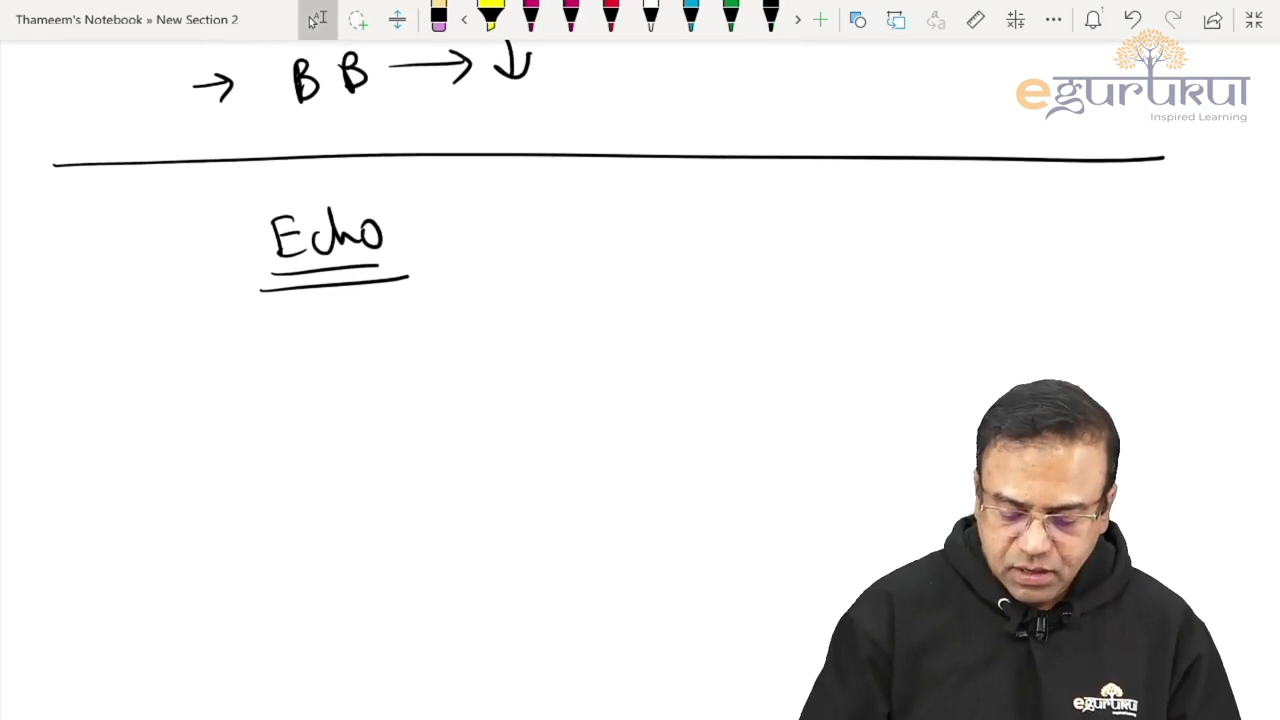 Thameem's Notebook » New Section 2
egurukul
Inspired Learning
→ B B → ↓
Echo
egurukul